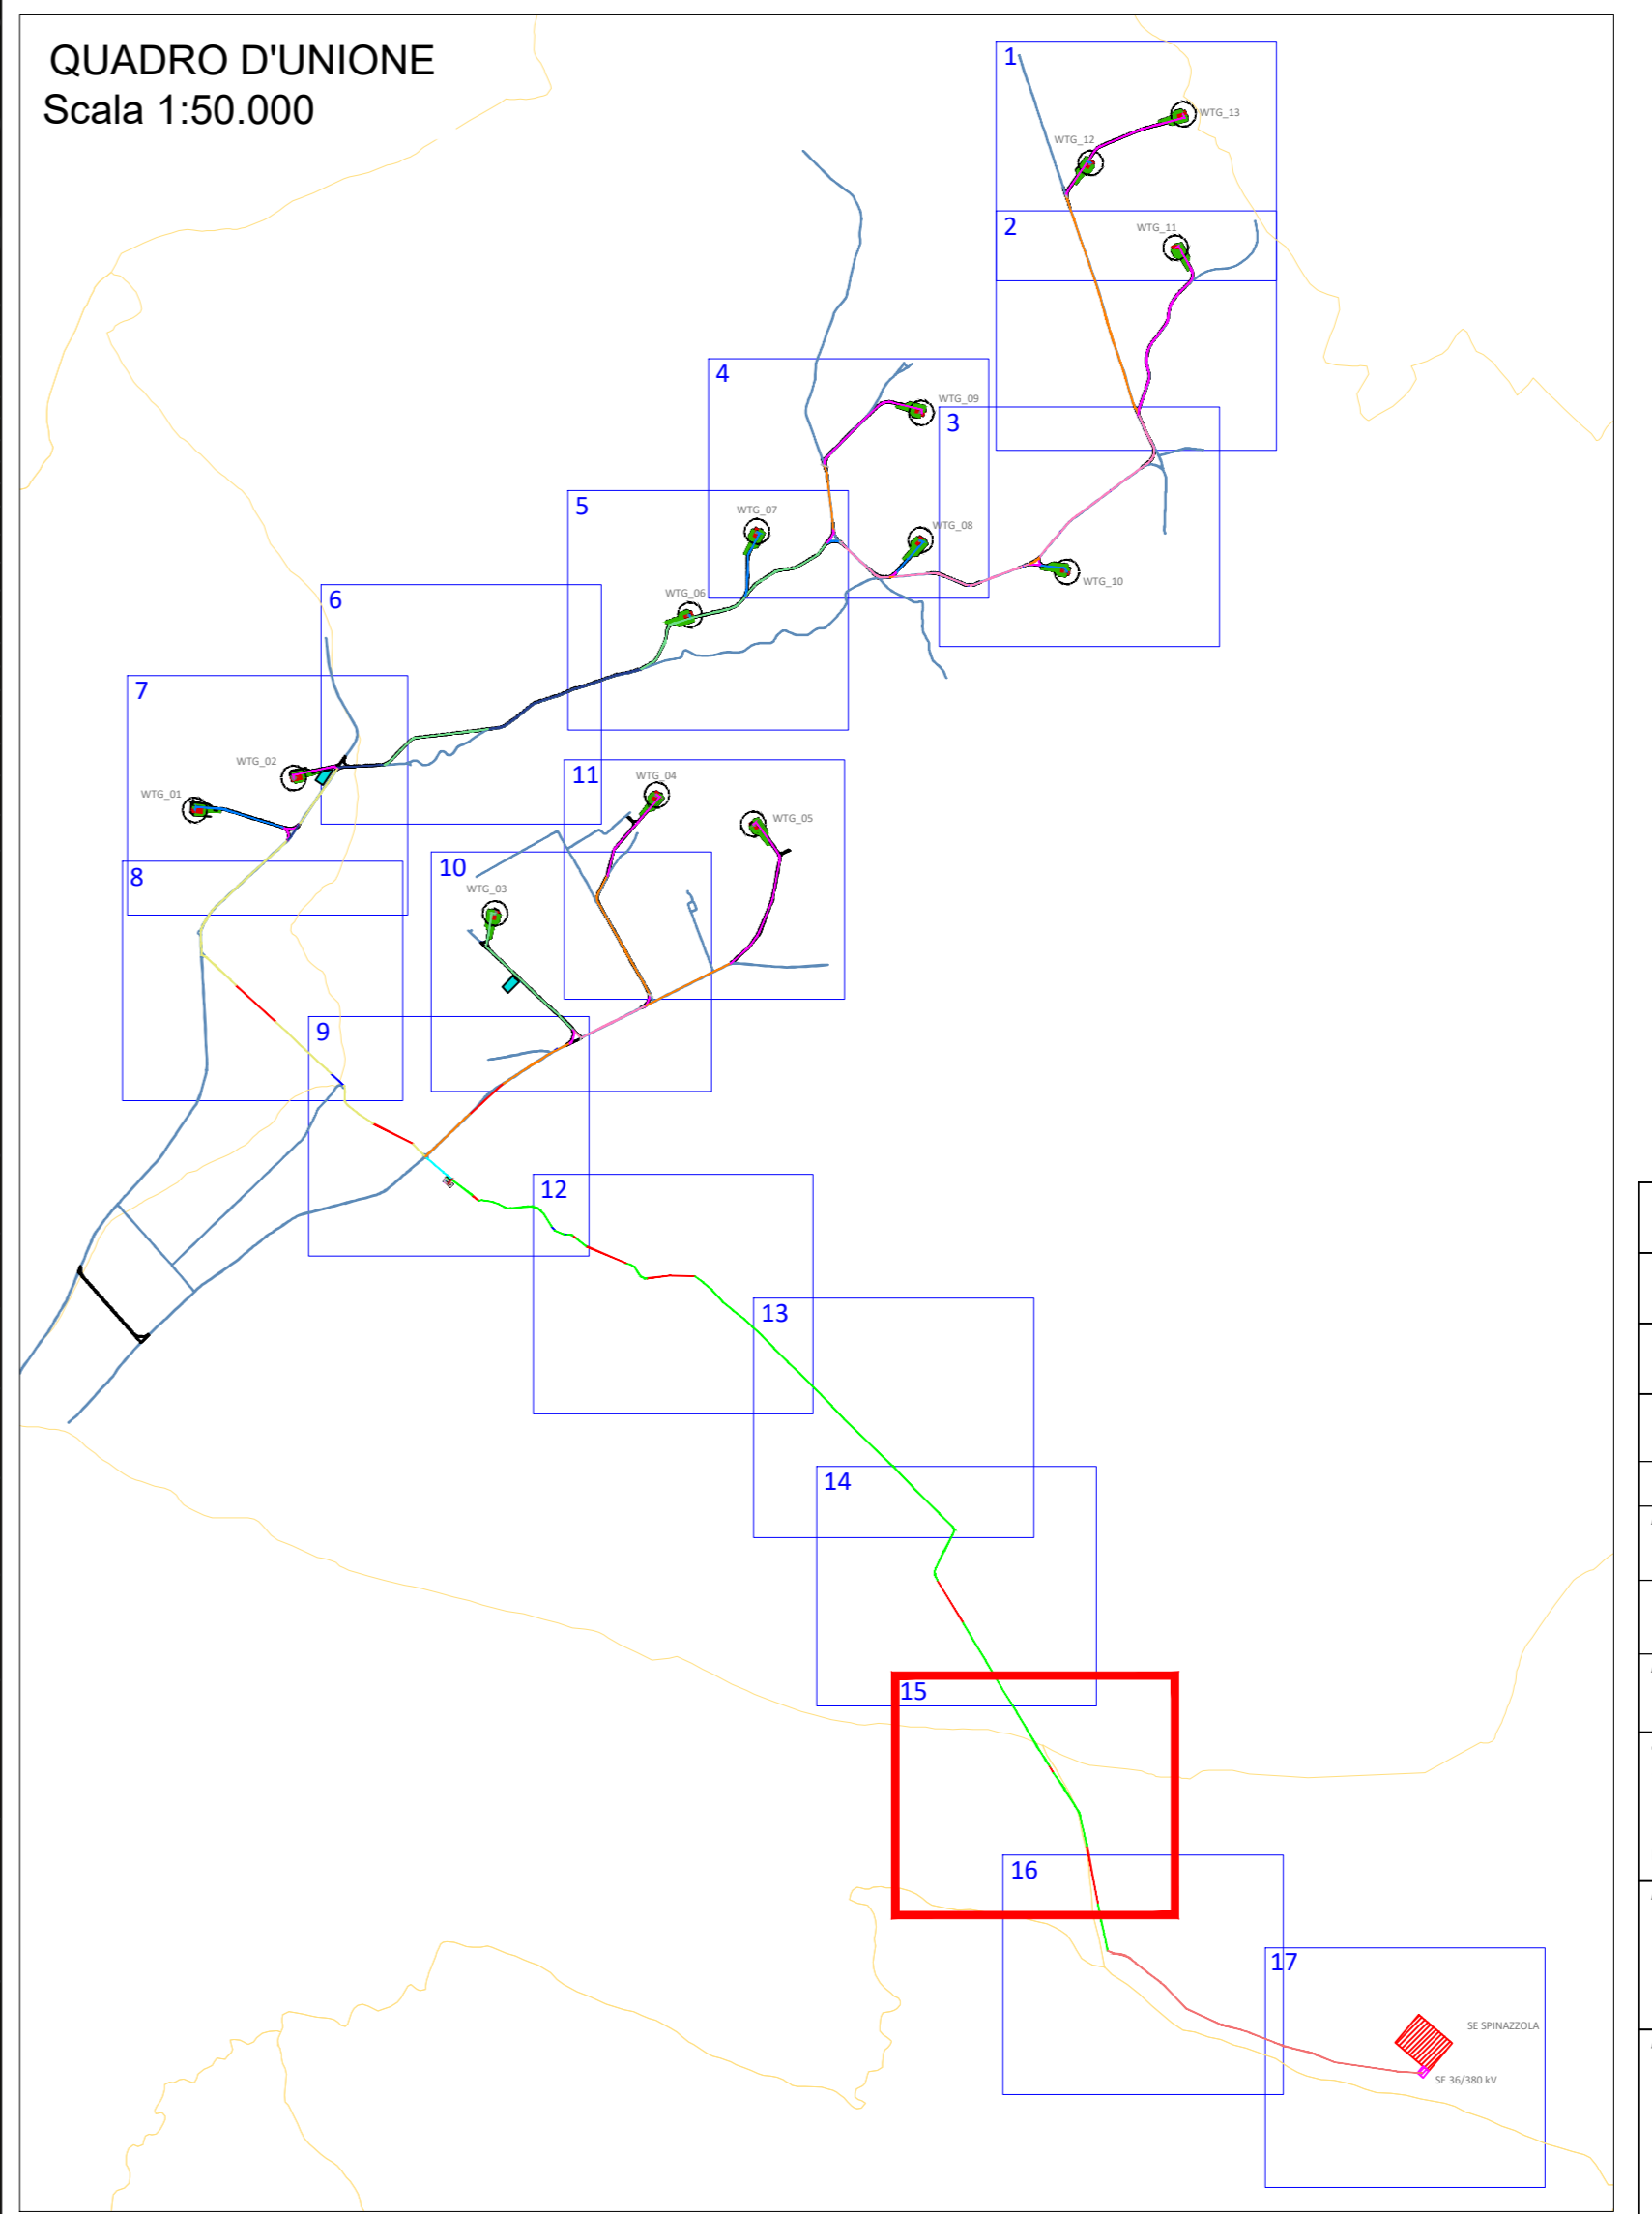 QUADRO D'UNIONE
Scala 1:50.000
1
WTG_13
WTG_12
2
WTG_11
4
WTG_09
3
5
WTG_07
WTG_08
WTG_10
6
WTG_06
7
WTG_02
WTG_01
11
WTG_04
WTG_05
8
10
WTG_03
9
12
13
14
15
16
17
SE SPINAZZOLA
SE 36/380 kV